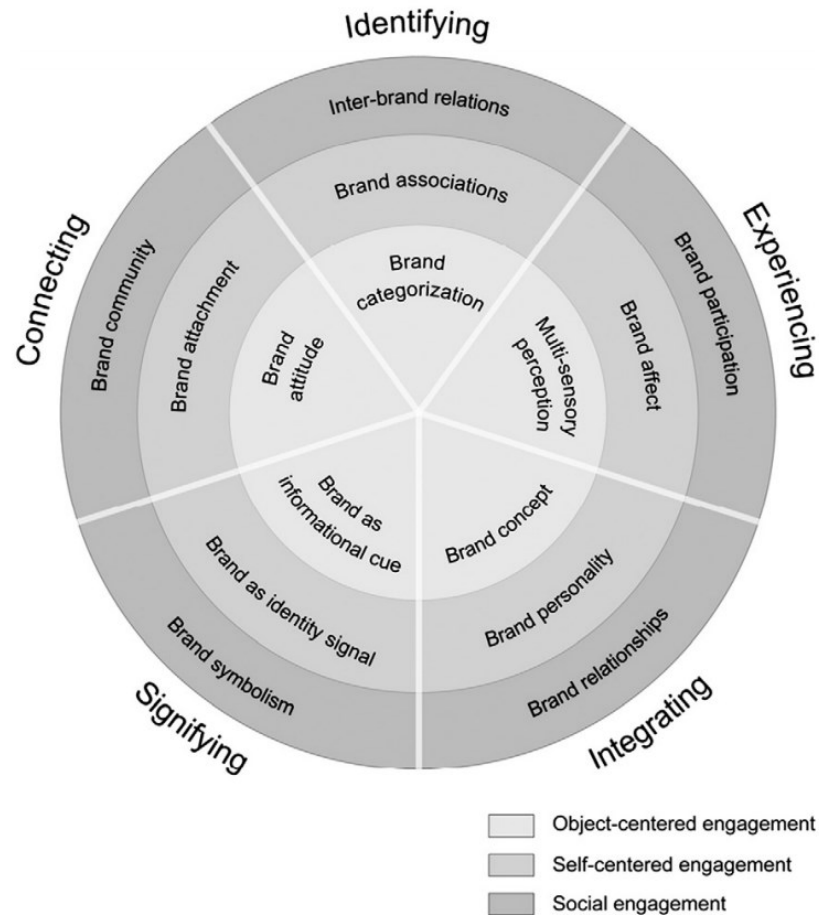 Identifying
Inter-brand relations
Brand associations
Brand
categorization
Experiencing
Brand participation
Brand affect
Multi-sensory
perception
Connecting
Brand community
Brand attachment
Brand
attitude
Signifying
Brand symbolism
Brand as identity signal
Brand as
informational cue
Integrating
Brand relationships
Brand personality
Brand concept
Object-centered engagement
Self-centered engagement
Social engagement